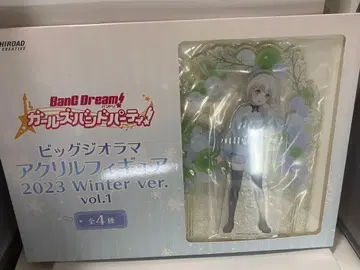 HIROAD
CREATIVE
BanG Dream!
ガールズバンドパーティ!
ビッグジオラマ
アクリルフィギュア
2023 Winter ver.
vol.1
全4種